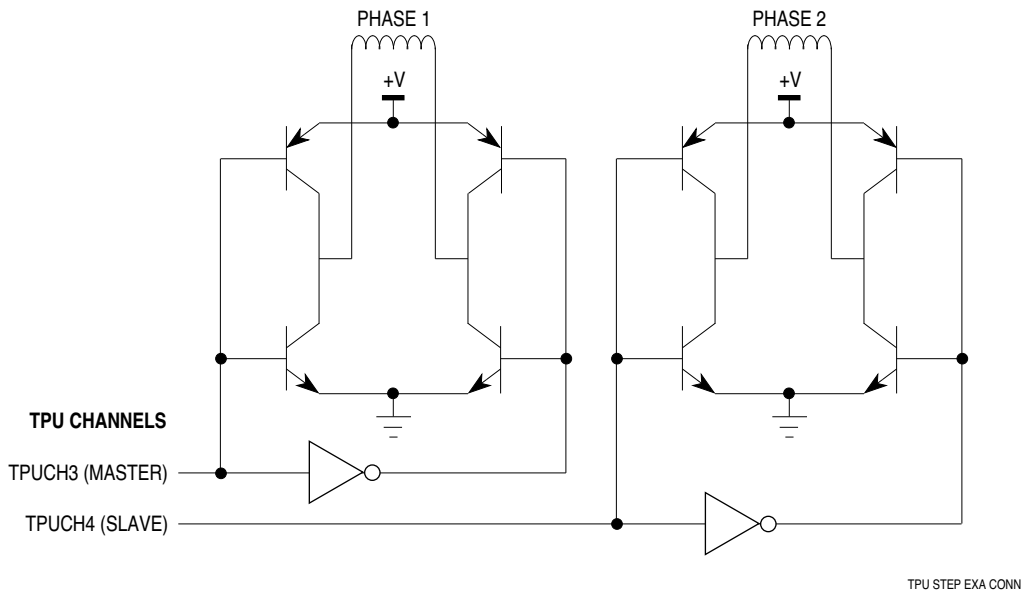 PHASE 1
PHASE 2
+V
+V
TPU CHANNELS
TPUCH3 (MASTER)
TPUCH4 (SLAVE)
TPU STEP EXA CONN